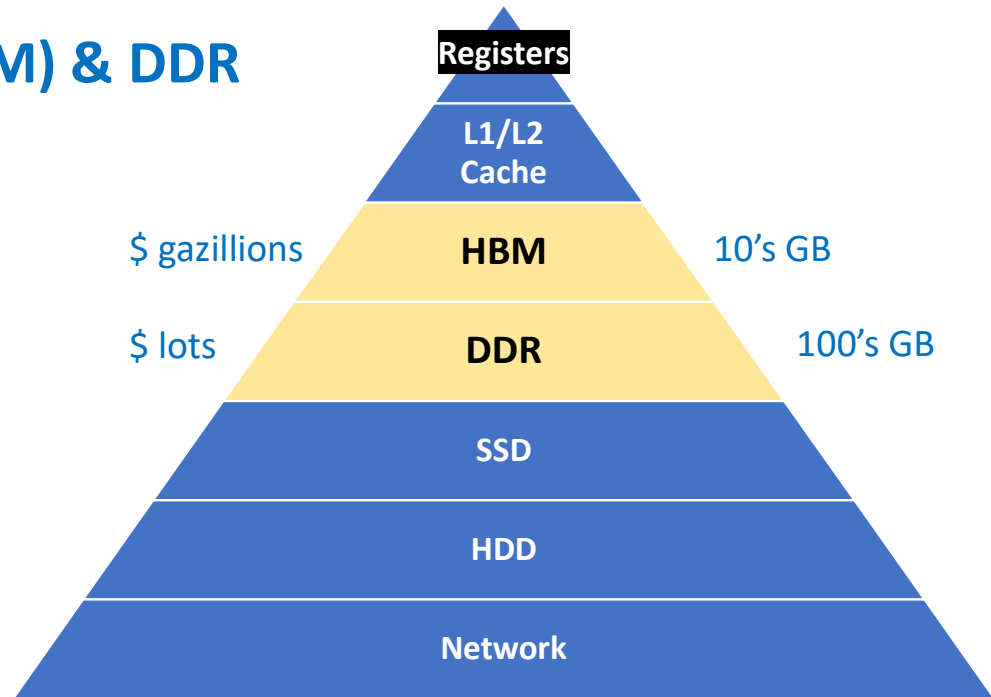 M) & DDR
Registers
L1/L2
Cache
$ gazillions
HBM
10’s GB
$ lots
DDR
100’s GB
SSD
HDD
Network